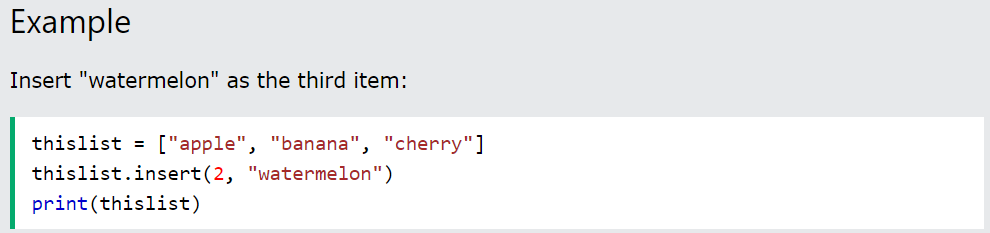 Example
Insert "watermelon" as the third item:
thislist = ["apple", "banana", "cherry"]
thislist.insert(2, "watermelon")
print(thislist)